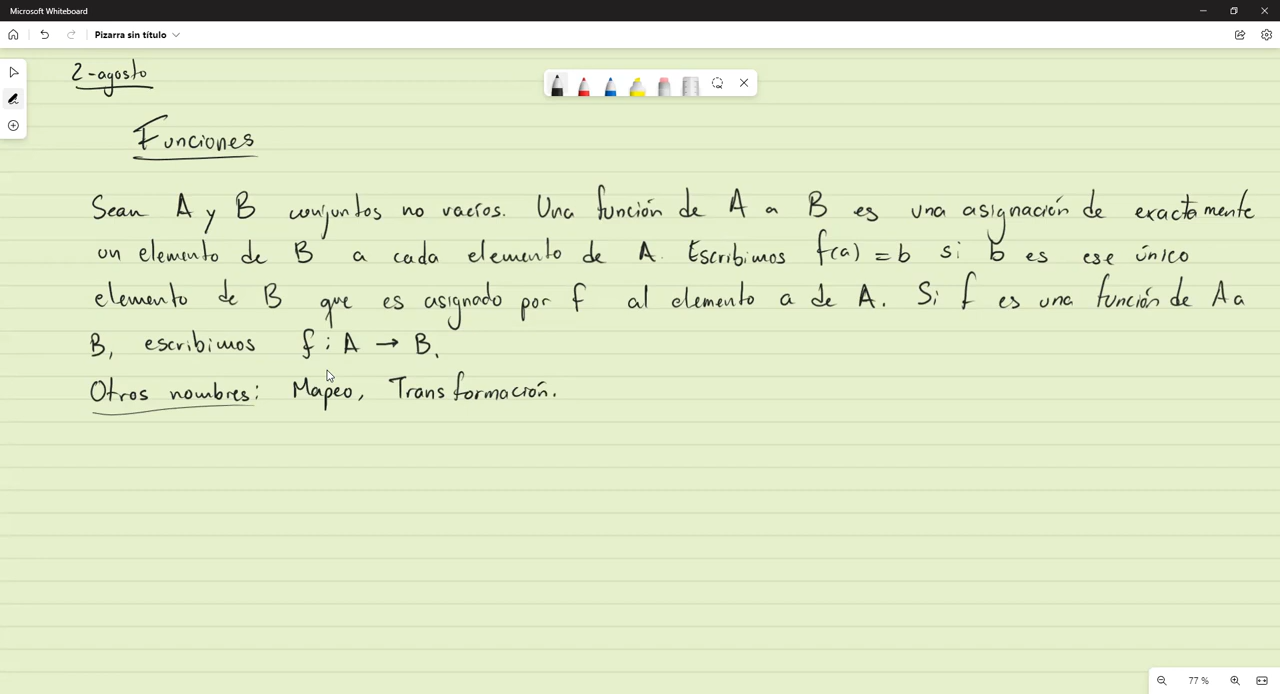 Microsoft Whiteboard
Pizarra sin título
2-agosto
Funciones
Sean A y B conjuntos no vacíos. Una función de A a B es una asignación de exactamente
un elemento de B a cada elemento de A. Escribimos f(a) = b si b es ese único
elemento de B que es asignado por f al elemento a de A. Si f es una función de A a
B, escribimos f : A → B.
Otros nombres: Mapeo, Transformación.
77 %